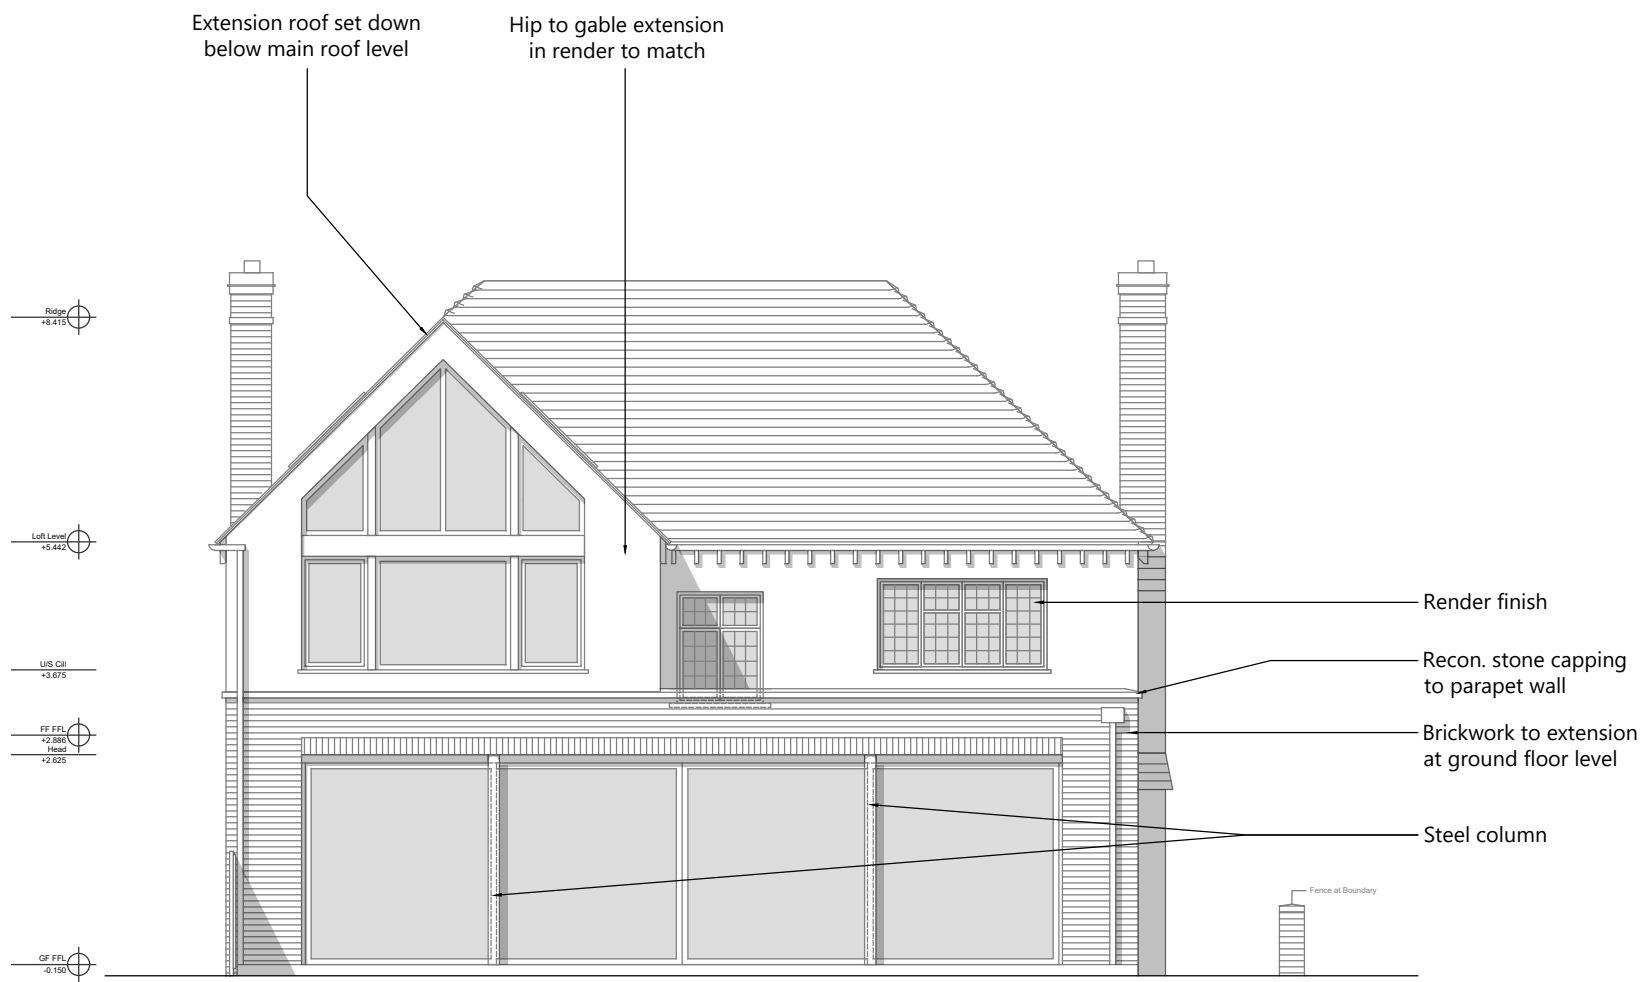 Extension roof set down
below main roof level
Hip to gable extension
in render to match
Ridge
+8.415
Loft Level
+5.442
Render finish
U/S Cill
+3.675
Recon. stone capping
to parapet wall
FF FFL
+2.886
Head
+2.625
Brickwork to extension
at ground floor level
Steel column
Fence at Boundary
GF FFL
-0.150